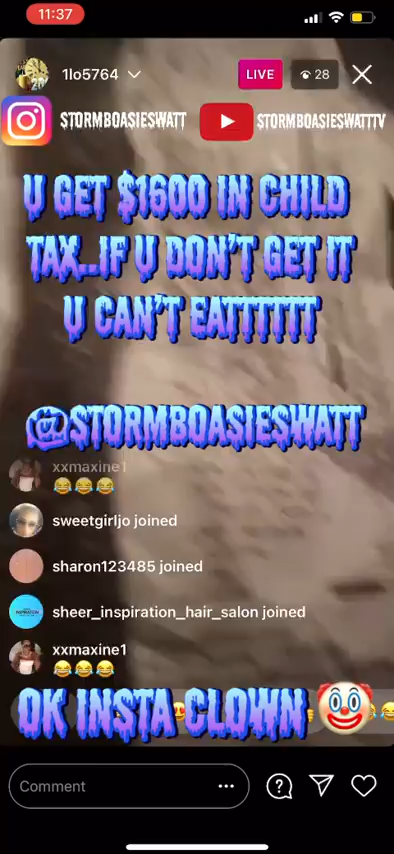 11:37
1lo5764
LIVE
28
STORMBOASIESWATT
STORMBOASIESWATTTV
U GET $1600 IN CHILD
TAX..IF U DON'T GET IT
U CAN'T EATTTTTT
@STORMBOASIESWATT
xxmaxine1
😂😂😂
sweetgirljo joined
sharon123485 joined
sheer_inspiration_hair_salon joined
xxmaxine1
😂😂😂
OK INSTA CLOWN 🤡
Comment